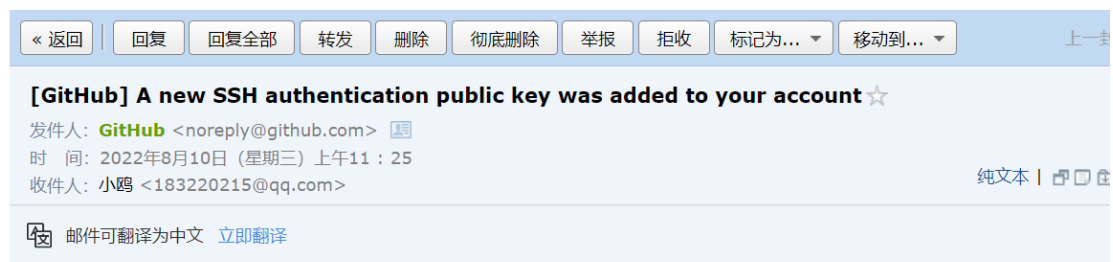 « 返回 回复 回复全部 转发 删除 彻底删除 举报 拒收 标记为... 移动到... 上一封
[GitHub] A new SSH authentication public key was added to your account
发件人：GitHub <noreply@github.com>
时 间：2022年8月10日（星期三）上午11：25
收件人：小鸥 <183220215@qq.com>
纯文本 |
邮件可翻译为中文 立即翻译